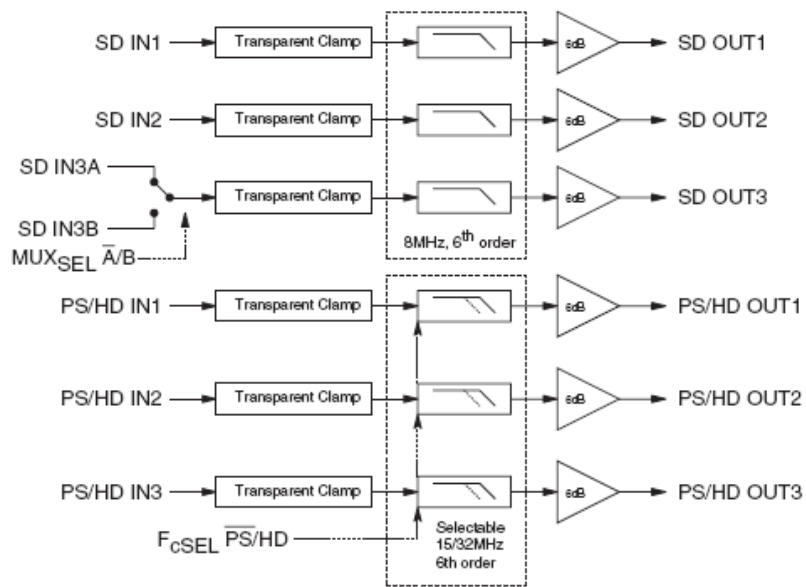 SD IN1 Transparent Clamp 6dB SD OUT1
SD IN2 Transparent Clamp 6dB SD OUT2
SD IN3A
Transparent Clamp 6dB SD OUT3
SD IN3B
8MHz, 6th order
MUXSEL A̅/B
PS/HD IN1 Transparent Clamp 6dB PS/HD OUT1
PS/HD IN2 Transparent Clamp 6dB PS/HD OUT2
PS/HD IN3 Transparent Clamp 6dB PS/HD OUT3
FcSEL P̅S̅/HD
Selectable
15/32MHz
6th order